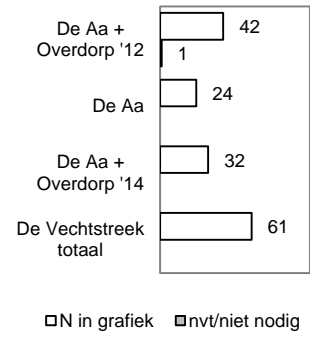 De Aa +
Overdorp '12
42
1
De Aa
24
De Aa +
Overdorp '14
32
De Vechtstreek
totaal
61
N in grafiek nvt/niet nodig